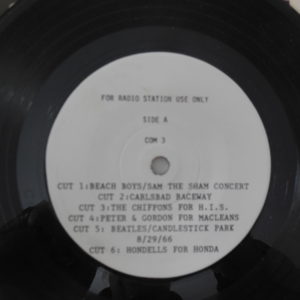 FOR RADIO STATION USE ONLY
SIDE A
COM 3
CUT 1:BEACH BOYS/SAM THE SHAM CONCERT
CUT 2:CARLSBAD RACEWAY
CUT 3:THE CHIFFONS FOR H.I.S.
CUT 4:PETER & GORDON FOR MACLEANS
CUT 5: BEATLES/CANDLESTICK PARK
8/29/66
CUT 6: HONDELLS FOR HONDA